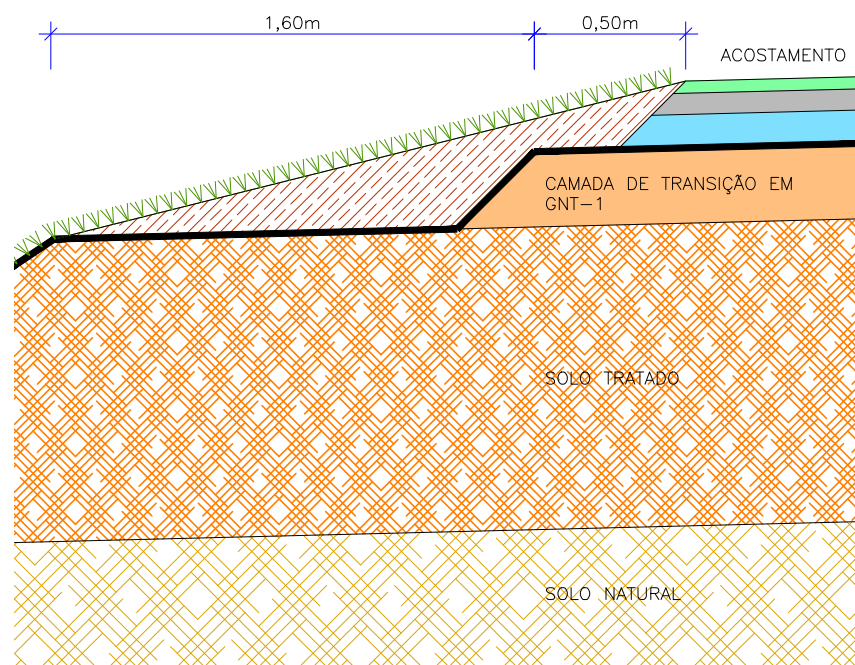 1,60m
0,50m
ACOSTAMENTO
CAMADA DE TRANSIÇÃO EM
GNT-1
SOLO TRATADO
SOLO NATURAL